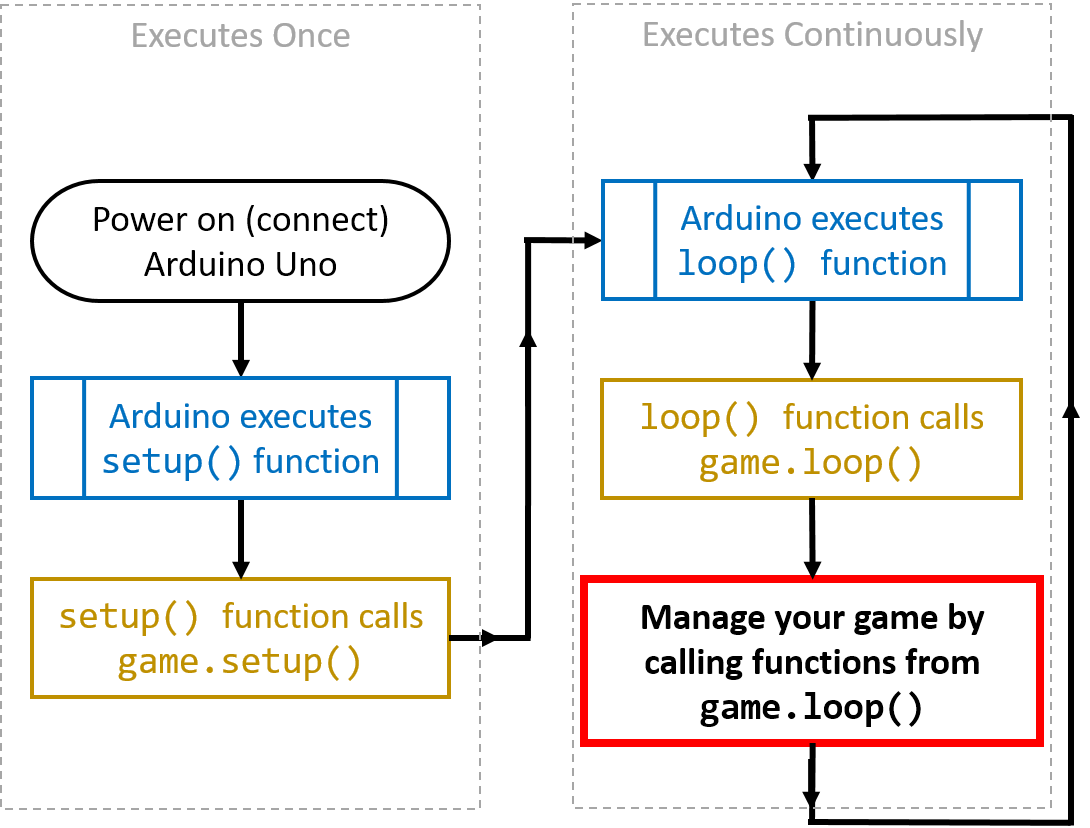 Executes Once
Power on (connect)
Arduino Uno
Arduino executes
setup() function
setup() function calls
game.setup()
Executes Continuously
Arduino executes
loop() function
loop() function calls
game.loop()
Manage your game by
calling functions from
game.loop()